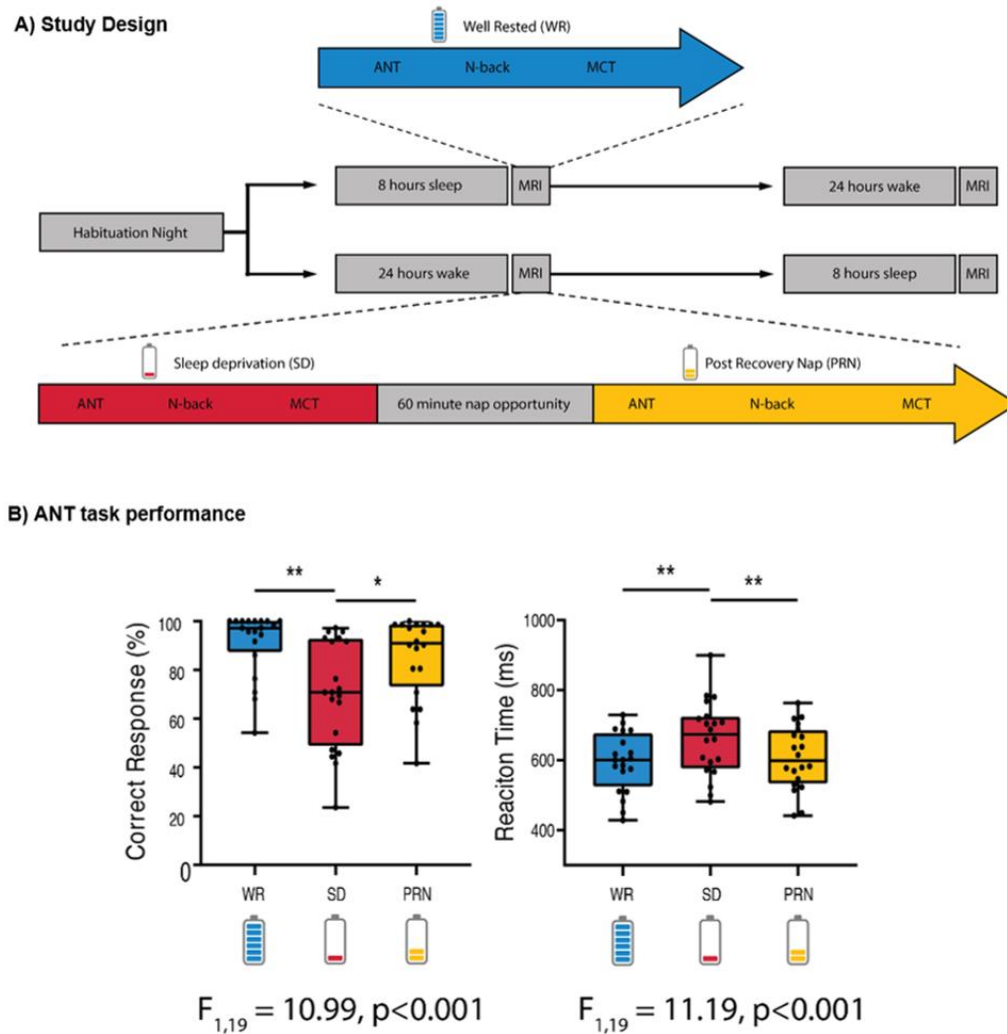 A) Study Design
Well Rested (WR)
ANT N-back MCT
8 hours sleep MRI 24 hours wake MRI
Habituation Night
24 hours wake MRI 8 hours sleep MRI
Sleep deprivation (SD) Post Recovery Nap (PRN)
ANT N-back MCT 60 minute nap opportunity ANT N-back MCT
B) ANT task performance
** * ** **
Correct Response (%)
100
80
60
40
20
0
WR SD PRN
Reaciton Time (ms)
1000
800
600
400
WR SD PRN
F1,19 = 10.99, p<0.001 F1,19 = 11.19, p<0.001